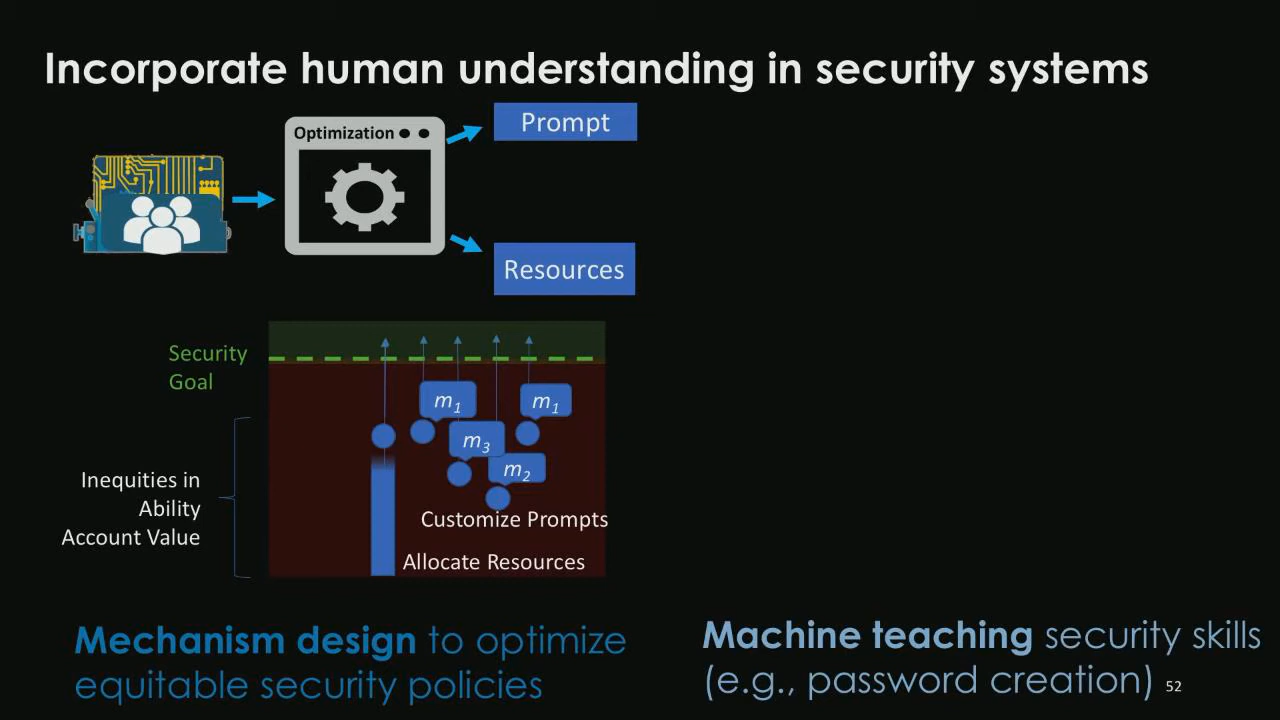 Incorporate human understanding in security systems
Optimization
Prompt
Resources
Security
Goal
m1
m1
m3
m2
Inequities in
Ability
Account Value
Customize Prompts
Allocate Resources
Mechanism design to optimize
equitable security policies
Machine teaching security skills
(e.g., password creation)
52